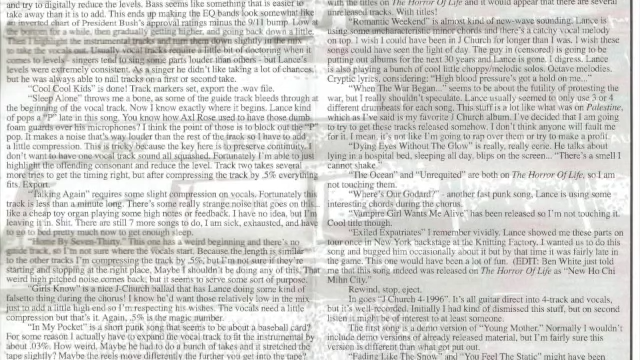 and try to digitally reduce the levels. Bass seems like something that is easier to
take away than it is to add. This ends up making the EQ bands look somewhat like
an inverted chart of President Bush's approval ratings minus the 9/11 bump. Low
bottom for a while, then gradually getting higher, and going back down a little.
Then I highlight the instrumental tracks and turn them down slightly in the mix
to take the vocals out. Usually vocal tracks require a little bit of doctoring when it
comes to levels - singers tend to sing some parts louder than others - but Lance's
levels were extremely consistent. As a singer he didn't like taking a lot of chances,
but he was always able to nail tracks on a first or second take.
"Cool Cool Kids" is done! Track markers set, export the .wav file.
"Sleep Alone" throws me a bone, as some of the guide track bleeds through at
the beginning of the vocal track. Now I know exactly where it begins. Lance kind
of pops a "P" late in this song. You know how Axl Rose used to have those dumb
foam guards over his microphones? I think the point of those is to block out the "P"
pop. It makes a noise that's way louder than the rest of the track so I have to add
a little compression. This is tricky because the key here is to preserve continuity. I
don't want to have one vocal track sound all squashed. Fortunately I'm able to just
highlight the offending consonant and reduce the level. Track two takes several
more tries to get the timing right, but after compressing the track by .5% everything
fits. Export.
"Ticking Again" requires some slight compression on vocals. Fortunately this
track is less than a minute long. There's some really strange noise that goes on this
like a cheap toy organ playing some high notes or feedback. I have no idea, but I'm
leaving it in. Shit. There are still 7 more songs to do, I am sick, exhausted, and have
to go to bed pretty much now to get enough sleep.
"Home By Seven-Thirty." This one has a weird beginning and there's no
guide track, so I'm not sure where the vocals start. Because the length is similar
to the other tracks I'm compressing the track by .5%, but I'm not sure if they're
starting and stopping at the right place. Maybe I shouldn't be doing any of this. That
weird high pitched noise comes back; but it seems to serve some sort of purpose.
"Girls Know" is a nice J-Church ballad that has Lance doing some kind of
falsetto thing during the chorus! I know he'd want those relatively low in the mix
just to add a little high-end so I'm respecting his wishes. The vocals need a little
compression but that's it. Again, .5% is the magic number.
"In My Pocket" is a short punk song that seems to be about a baseball card?
For some reason I actually have to expand the vocal track to fit the instrumental by
about .03%. How weird. Maybe he had to do a bunch of takes and it stretched the
tape slightly? Maybe the reels move differently the further you get into the tape?
with the titles on The Horror Of Life and it would appear that there are several
unreleased tracks. With titles!
"Romantic Weekend" is almost kind of new-wave sounding. Lance is
using some uncharacteristic minor chords and there's a catchy vocal melody
on top. I wish I could have been in J Church for longer than I was. I wish these
songs could have seen the light of day. The guy in (censored) is going to be
putting out albums for the next 30 years and Lance is gone. I digress. Lance
is also playing a bunch of cool little choppy/melodic solos. Octave melodies.
Cryptic lyrics, considering: "High blood pressure's got a hold on me..."
"When The War Began..." seems to be about the futility of protesting the
war, but I really shouldn't speculate. Lance usually seemed to only use 3 or 4
different drumbeats for each song. This stuff is a lot like what was on Palestine,
which as I've said is my favorite J Church album. I've decided that I am going
to try to get these tracks released somehow. I don't think anyone will fault me
for it. I mean, it's not like I'm going to rap over them or try to make a profit.
"Dying Eyes Without The Glow" is really, really eerie. He talks about
lying in a hospital bed, sleeping all day, blips on the screen... "There's a smell I
cannot shake."
"The Ocean" and "Unrequited" are both on The Horror Of Life, so I am
not touching them.
"Where's Our Godard?" - another fast punk song, Lance is using some
interesting chords during the chorus.
"Vampire Girl Wants Me Alive" has been released so I'm not touching it.
Cool title though.
"Exiled Expatriates" I remember vividly. Lance showed me these parts on
tour once in New York backstage at the Knitting Factory. I wanted us to do this
song and bugged him occasionally about it but by that time it was fairly late in
the game. This one would have been a lot of fun. (EDIT: Ben White just told
me that this song indeed was released on The Horror Of Life as "New Ho Chi
Mihn City."
Rewind, stop, eject.
In goes "J Church 4-1996". It's all guitar direct into 4-track and vocals,
but it's well-recorded. Initially I had kind of dismissed this stuff, but on second
listen it might be of interest to at least someone.
The first song is a demo version of "Young Mother." Normally I wouldn't
include demo versions of already released material, but I'm fairly sure this
version is different than what got put out.
"Fading Like The Snow" and "You Feel The Static" might have been